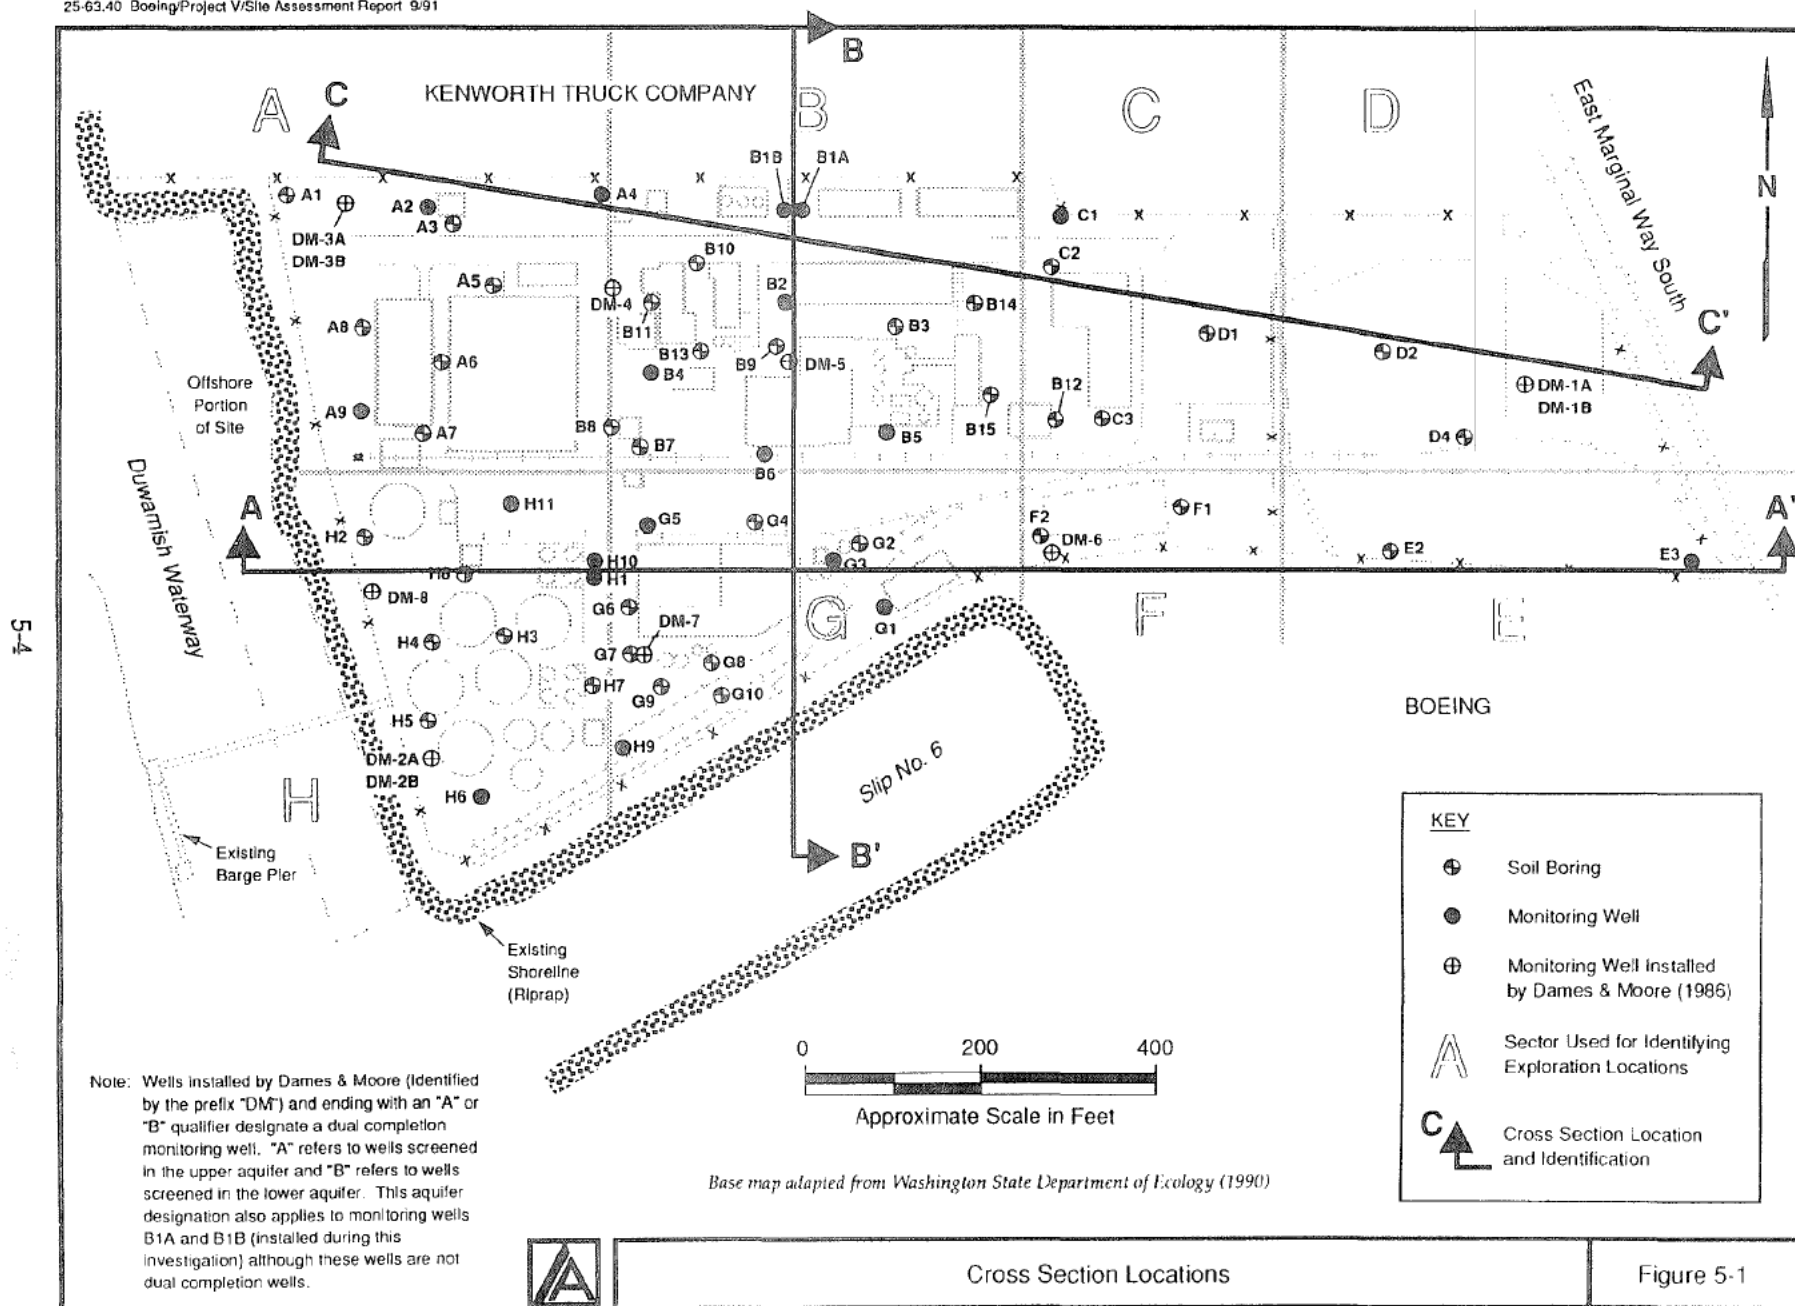 25-63.40 Boeing/Project V/Site Assessment Report 9/91
B
KENWORTH TRUCK COMPANY
A
C
B
C
D
East Marginal Way South
N
B1B
B1A
A1
A2
A4
C1
A3
DM-3A
DM-3B
B10
C2
A5
DM-4
B2
B14
B11
A8
B3
D1
C'
B13
B9
DM-5
D2
A6
B4
Offshore
Portion
of Site
B12
DM-1A
DM-1B
A9
B8
B15
C3
A7
B7
B5
D4
B6
Duwamish Waterway
A
H11
G5
G4
F2
F1
A'
H2
G2
DM-6
E2
E3
H10
G3
H8
H1
DM-8
G6
DM-7
G
G1
F
E
H4
H3
G7
G8
H7
G9
G10
H5
BOEING
H9
DM-2A
DM-2B
Slip No. 6
H
H6
B'
Existing
Barge Pier
Existing
Shoreline
(Riprap)
KEY
Soil Boring
Monitoring Well
Monitoring Well Installed
by Dames & Moore (1986)
A
Sector Used for Identifying
Exploration Locations
C
Cross Section Location
and Identification
5-4
0 200 400
Approximate Scale in Feet
Note: Wells installed by Dames & Moore (Identified
by the prefix "DM") and ending with an "A" or
"B" qualifier designate a dual completion
monitoring well. "A" refers to wells screened
in the upper aquifer and "B" refers to wells
screened in the lower aquifer. This aquifer
designation also applies to monitoring wells
B1A and B1B (installed during this
investigation) although these wells are not
dual completion wells.
Base map adapted from Washington State Department of Ecology (1990)
Cross Section Locations
Figure 5-1